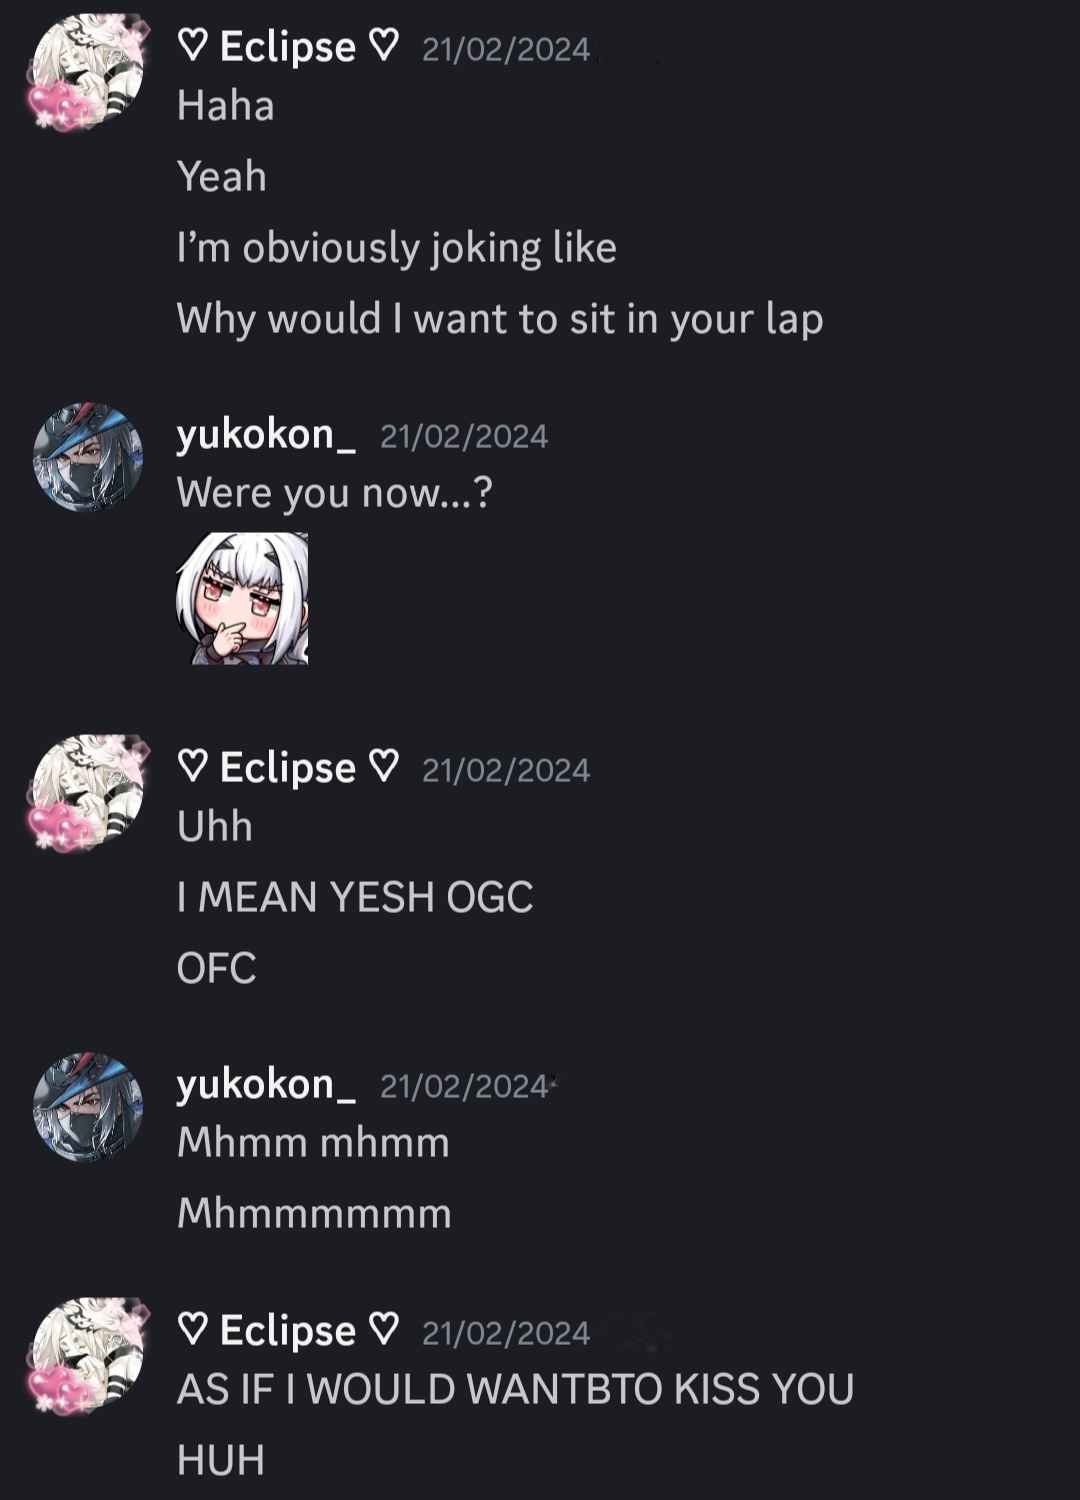 ♡ Eclipse ♡ 21/02/2024
Haha
Yeah
I’m obviously joking like
Why would I want to sit in your lap
yukokon_ 21/02/2024
Were you now...?
♡ Eclipse ♡ 21/02/2024
Uhh
I MEAN YESH OGC
OFC
yukokon_ 21/02/2024
Mhmm mhmm
Mhmmmmmm
♡ Eclipse ♡ 21/02/2024
AS IF I WOULD WANTBTO KISS YOU
HUH